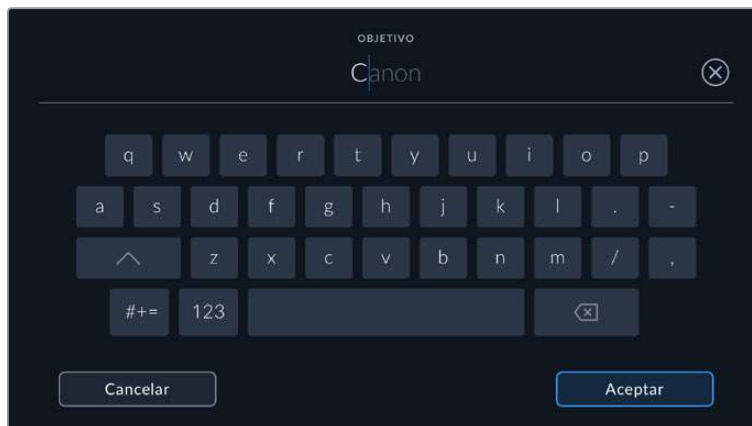 OBJETIVO
Canon
q w e r t y u i o p
a s d f g h j k l . -
z x c v b n m / ,
#+= 123
Cancelar Aceptar